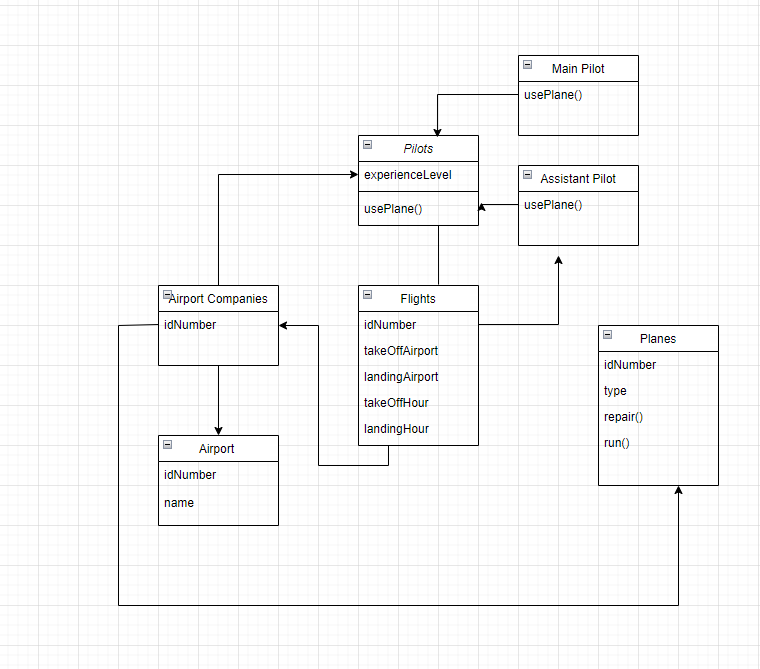 Main Pilot
usePlane()
Pilots
experienceLevel
usePlane()
Assistant Pilot
usePlane()
Airport Companies
idNumber
Flights
idNumber
takeOffAirport
landingAirport
takeOffHour
landingHour
Planes
idNumber
type
repair()
run()
Airport
idNumber
name